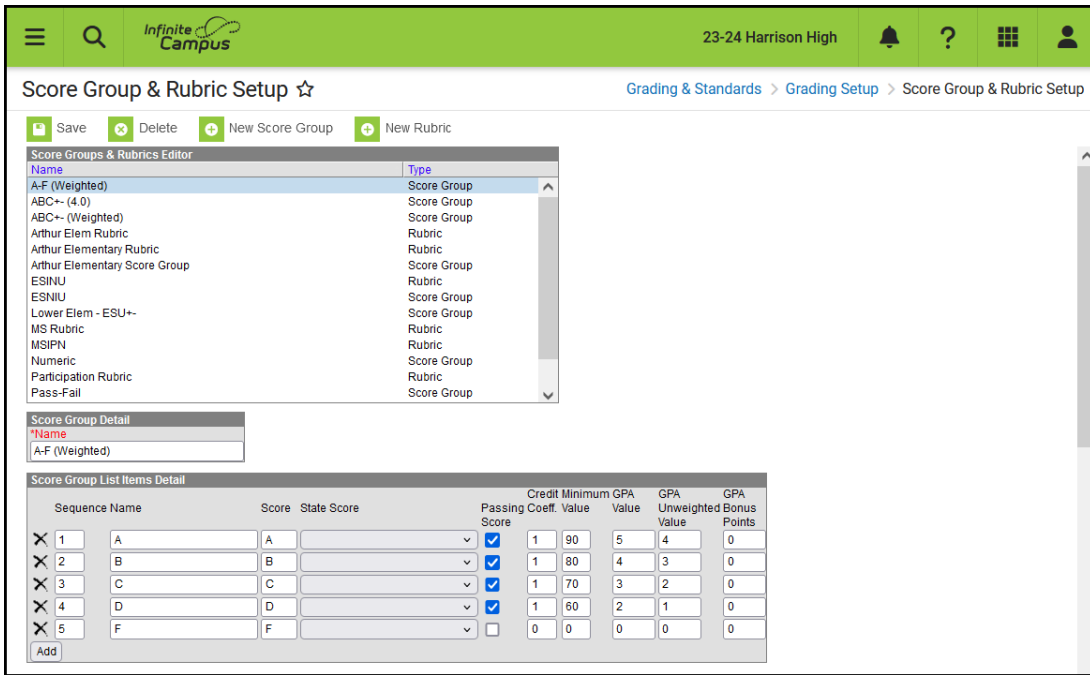 Infinite
Campus
23-24 Harrison High
?
Score Group & Rubric Setup ☆
Grading & Standards > Grading Setup > Score Group & Rubric Setup
Save Delete New Score Group New Rubric
Score Groups & Rubrics Editor
Name Type
A-F (Weighted) Score Group
ABC+- (4.0) Score Group
ABC+- (Weighted) Score Group
Arthur Elem Rubric Rubric
Arthur Elementary Rubric Rubric
Arthur Elementary Score Group Score Group
ESINU Rubric
ESNIU Score Group
Lower Elem - ESU+- Score Group
MS Rubric Rubric
MSIPN Rubric
Numeric Score Group
Participation Rubric Rubric
Pass-Fail Score Group
Score Group Detail
*Name
A-F (Weighted)
Score Group List Items Detail
Credit Minimum GPA GPA GPA
Sequence Name Score State Score Passing Coeff. Value Value Unweighted Bonus
Score Value Points
1 A A 1 90 5 4 0
2 B B 1 80 4 3 0
3 C C 1 70 3 2 0
4 D D 1 60 2 1 0
5 F F 0 0 0 0 0
Add